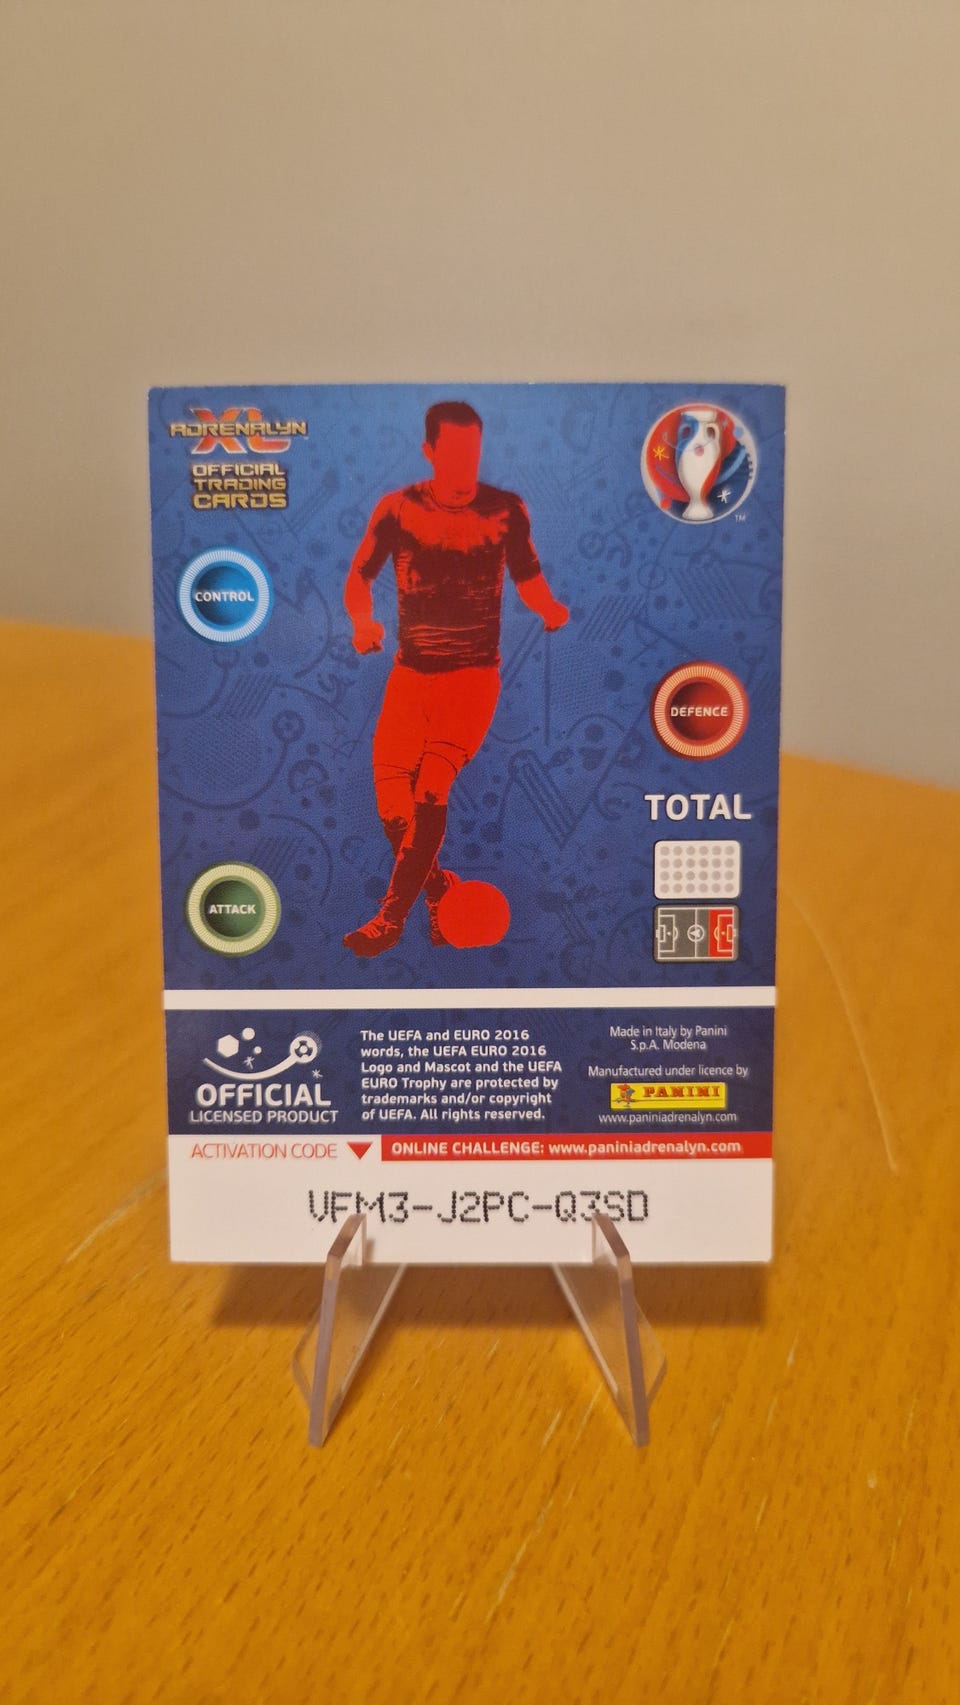 ADRENALYN
XL
OFFICIAL
TRADING
CARDS
TM
CONTROL
DEFENCE
TOTAL
ATTACK
OFFICIAL
LICENSED PRODUCT
The UEFA and EURO 2016
words, the UEFA EURO 2016
Logo and Mascot and the UEFA
EURO Trophy are protected by
trademarks and/or copyright
of UEFA. All rights reserved.
Made in Italy by Panini
S.p.A. Modena
Manufactured under licence by
PANINI
www.paniniadrenalyn.com
ACTIVATION CODE
ONLINE CHALLENGE: www.paniniadrenalyn.com
VFM3-J2PC-Q3SD